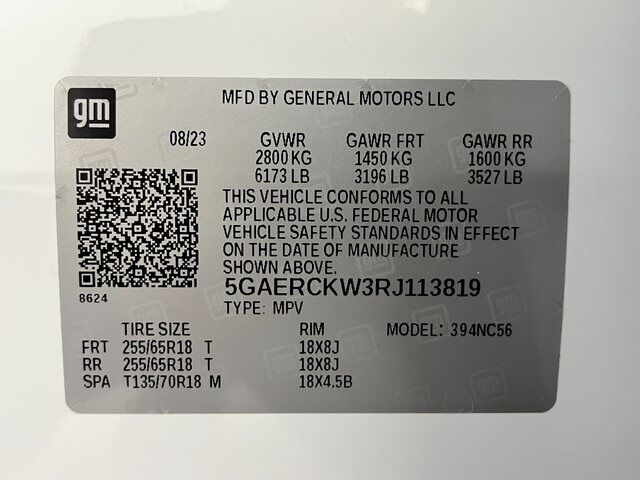 gm
MFD BY GENERAL MOTORS LLC
08/23 GVWR GAWR FRT GAWR RR
2800 KG 1450 KG 1600 KG
6173 LB 3196 LB 3527 LB
THIS VEHICLE CONFORMS TO ALL
APPLICABLE U.S. FEDERAL MOTOR
VEHICLE SAFETY STANDARDS IN EFFECT
ON THE DATE OF MANUFACTURE
SHOWN ABOVE.
8624
5GAERCKW3RJ113819
TYPE: MPV
TIRE SIZE RIM MODEL: 394NC56
FRT 255/65R18 T 18X8J
RR 255/65R18 T 18X8J
SPA T135/70R18 M 18X4.5B